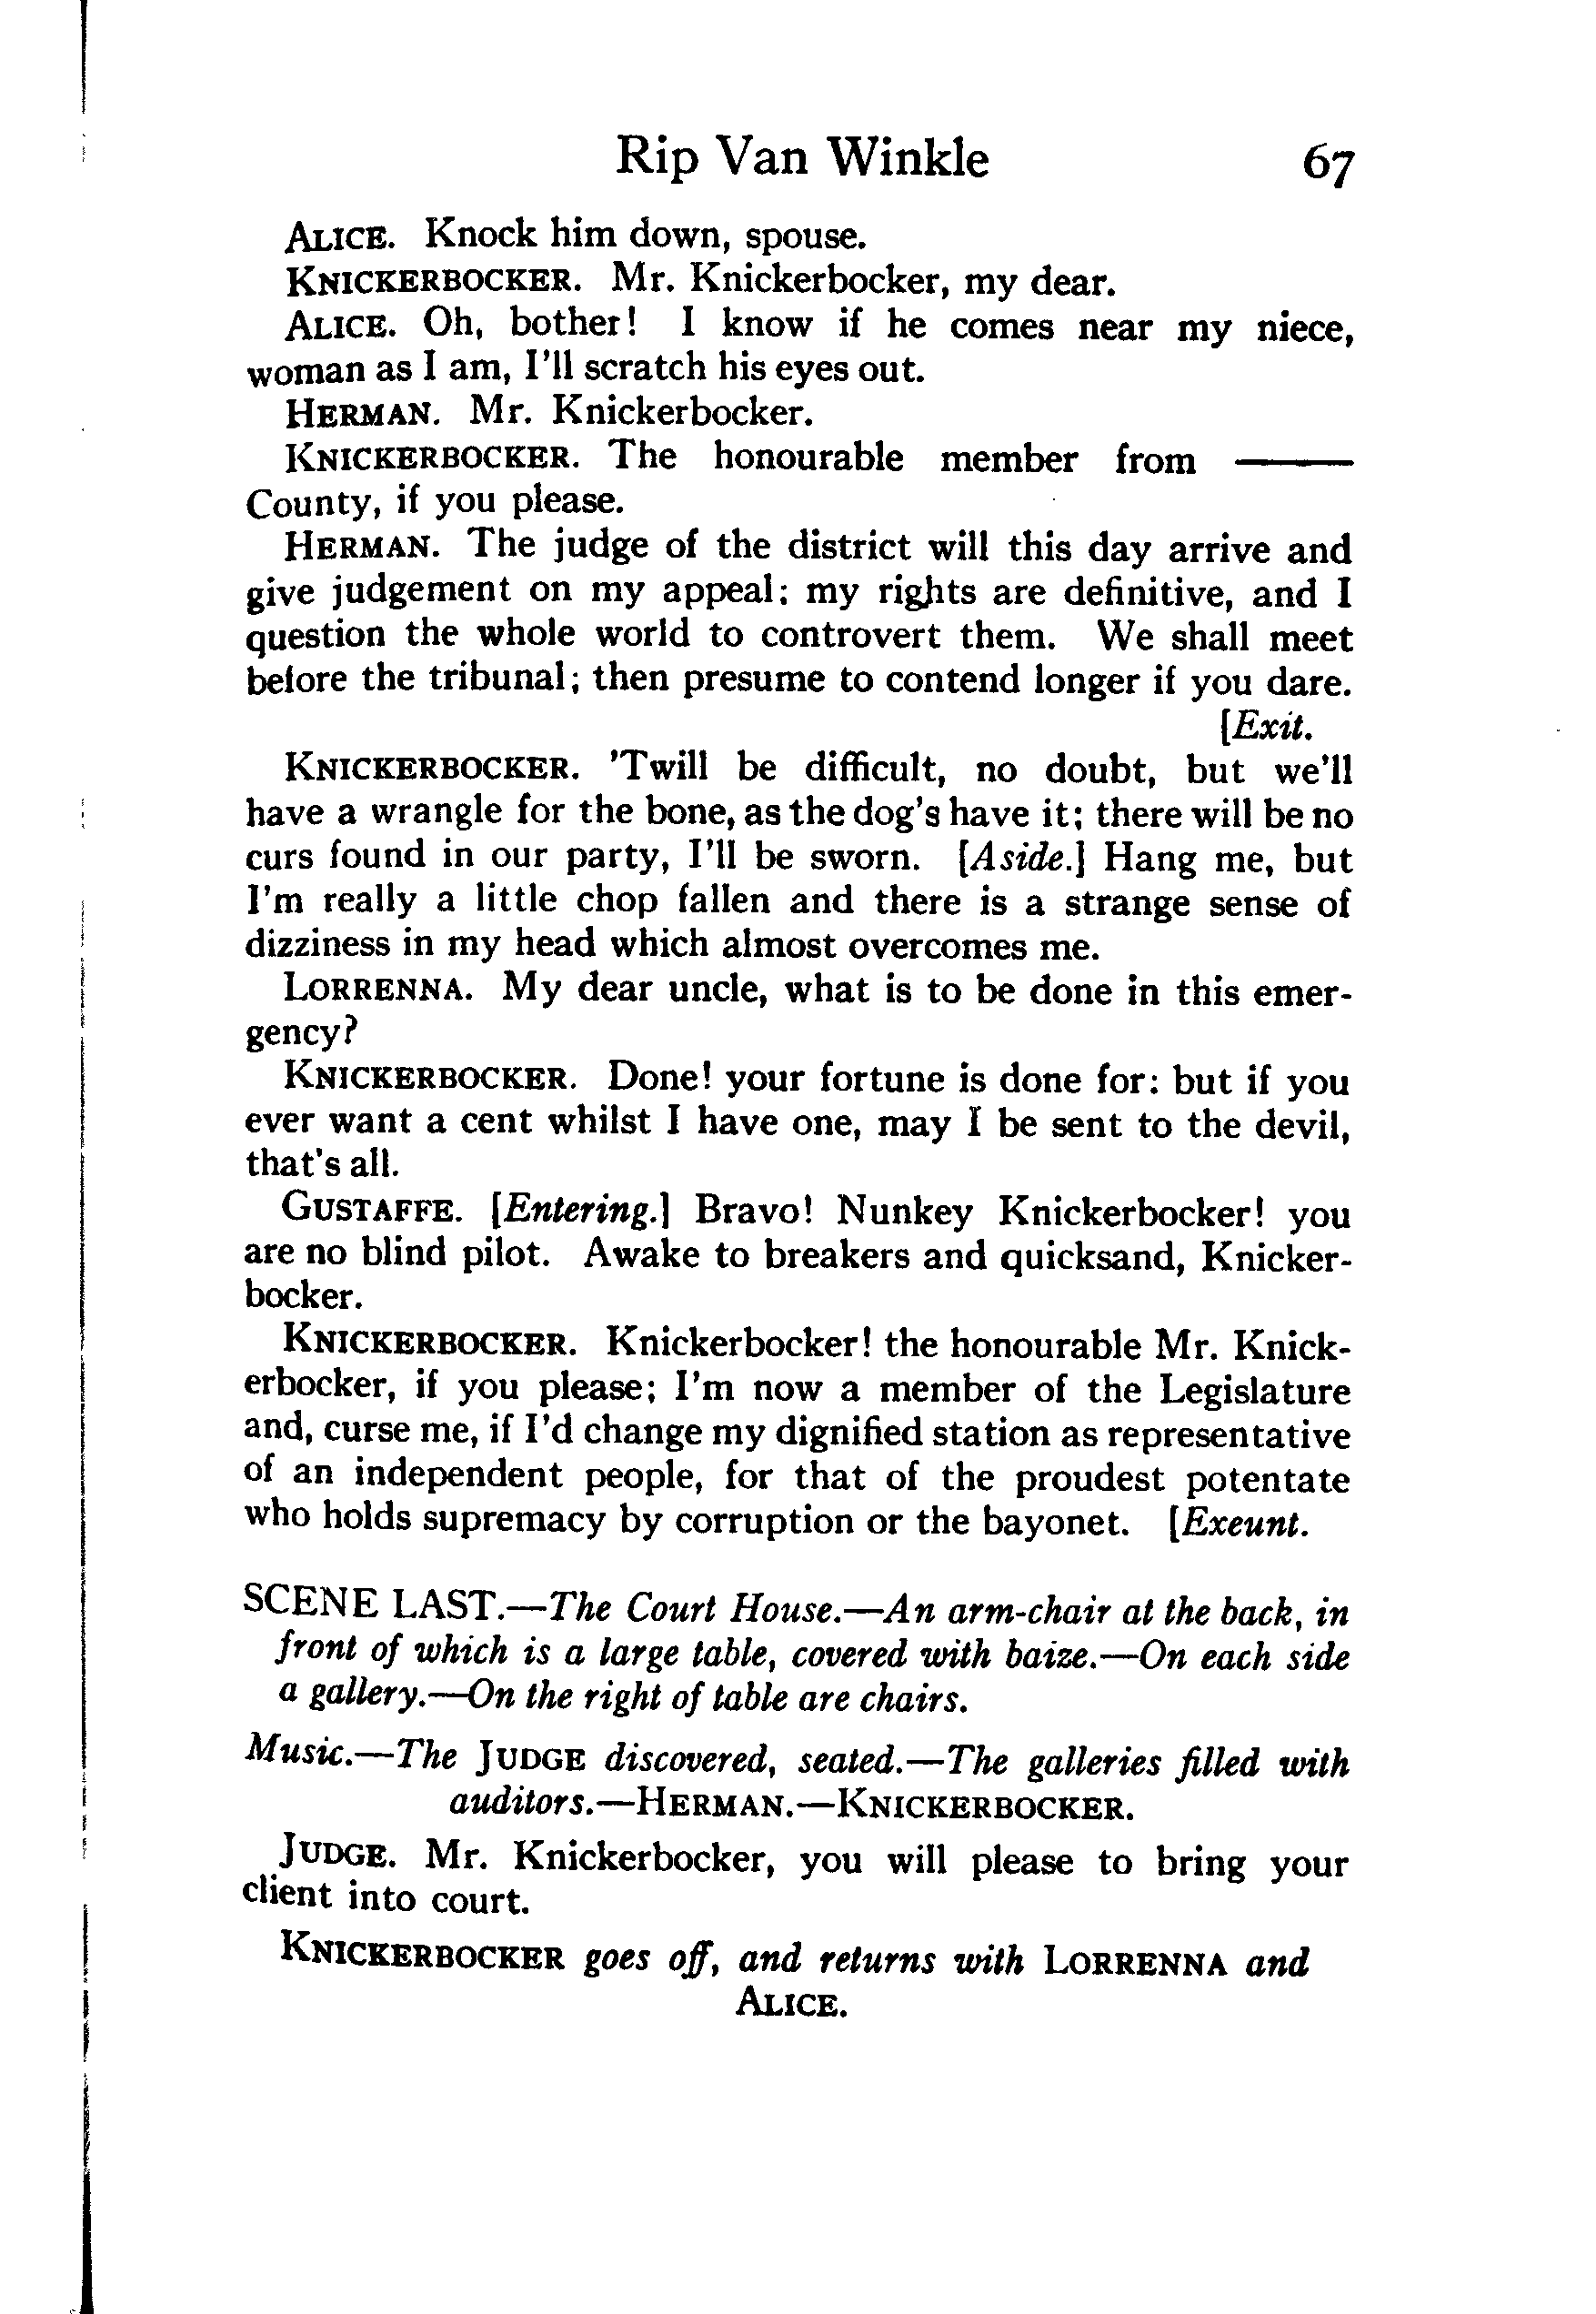 Rip Van Winkle 67
ALICE. Knock him down, spouse.
KNICKERBOCKER. Mr. Knickerbocker, my dear.
ALICE. Oh, bother! I know if he comes near my niece,
woman as I am, I'll scratch his eyes out.
HERMAN. Mr. Knickerbocker.
KNICKERBOCKER. The honourable member from ———
County, if you please.
HERMAN. The judge of the district will this day arrive and
give judgement on my appeal: my rights are definitive, and I
question the whole world to controvert them. We shall meet
before the tribunal; then presume to contend longer if you dare.
[Exit.
KNICKERBOCKER. 'Twill be difficult, no doubt, but we'll
have a wrangle for the bone, as the dog's have it; there will be no
curs found in our party, I'll be sworn. [Aside.] Hang me, but
I'm really a little chop fallen and there is a strange sense of
dizziness in my head which almost overcomes me.
LORRENNA. My dear uncle, what is to be done in this emer-
gency?
KNICKERBOCKER. Done! your fortune is done for: but if you
ever want a cent whilst I have one, may I be sent to the devil,
that's all.
GUSTAFFE. [Entering.] Bravo! Nunkey Knickerbocker! you
are no blind pilot. Awake to breakers and quicksand, Knicker-
bocker.
KNICKERBOCKER. Knickerbocker! the honourable Mr. Knick-
erbocker, if you please; I'm now a member of the Legislature
and, curse me, if I'd change my dignified station as representative
of an independent people, for that of the proudest potentate
who holds supremacy by corruption or the bayonet. [Exeunt.
SCENE LAST.—The Court House.—An arm-chair at the back, in
front of which is a large table, covered with baize.—On each side
a gallery.—On the right of table are chairs.
Music.—The JUDGE discovered, seated.—The galleries filled with
auditors.—HERMAN.—KNICKERBOCKER.
JUDGE. Mr. Knickerbocker, you will please to bring your
client into court.
KNICKERBOCKER goes off, and returns with LORRENNA and
ALICE.